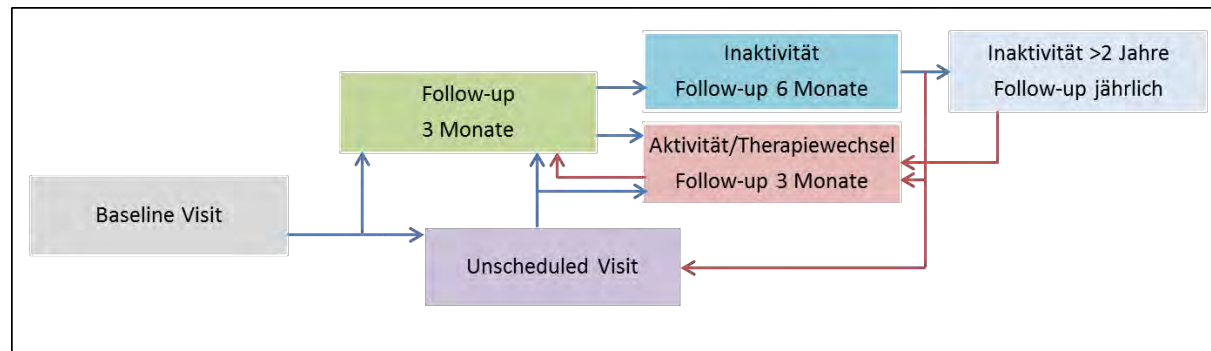 Inaktivität
Follow-up 6 Monate
Inaktivität >2 Jahre
Follow-up jährlich
Follow-up
3 Monate
Aktivität/Therapiewechsel
Follow-up 3 Monate
Baseline Visit
Unscheduled Visit